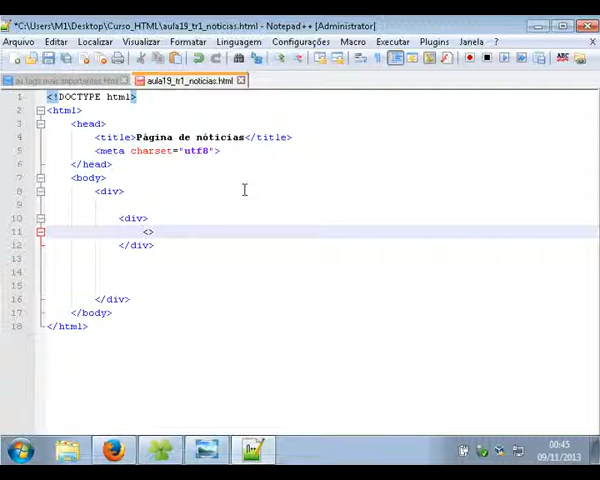 *C:\Users\M1\Desktop\Curso_HTML\aula19_tr1_noticias.html - Notepad++ [Administrator]
Arquivo Editar Localizar Visualizar Formatar Linguagem Configurações Macro Executar Plugins Janela ?
aula19_tr1_noticias.html
1 <!DOCTYPE html>
2 <html>
3 <head>
4 <title>Página de nóticias</title>
5 <meta charset="utf8">
6 </head>
7 <body>
8 <div>
9
10 <div>
11 <>
12 </div>
13
14
15
16 </div>
17 </body>
18 </html>
00:45
09/11/2013